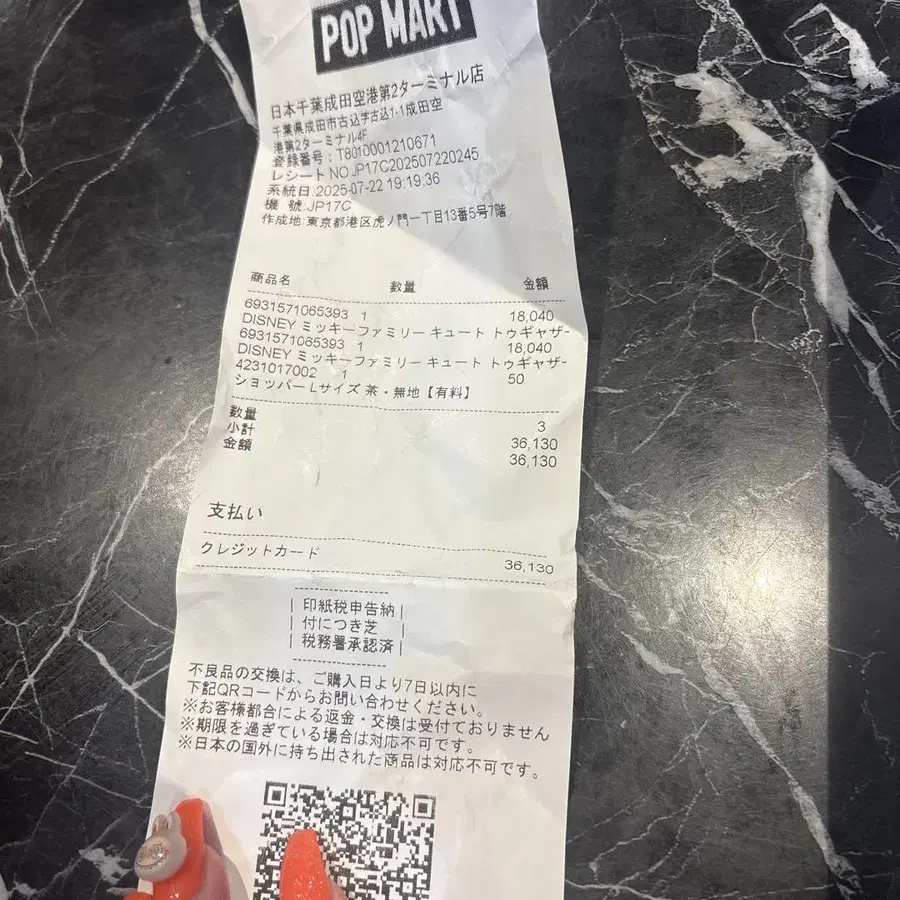 POP MART
日本千葉成田空港第2ターミナル店
千葉県成田市古込字古込1-1成田空
港第2ターミナル4F
登録番号：T8010001210671
レシートNO.JP17C202507220245
系統日:2025-07-22 19:19:36
機 號:JP17C
作成地:東京都港区虎ノ門一丁目13番5号7階
商品名 数量 金額
6931571065393 1 18,040
DISNEY ミッキーファミリー キュート トゥギャザー
6931571065393 1 18,040
DISNEY ミッキーファミリー キュート トゥギャザー
4231017002 1 50
ショッパーLサイズ 茶・無地【有料】
数量 3
小計 36,130
金額 36,130
支払い
クレジットカード 36,130
印紙税申告納
付につき芝
税務署承認済
不良品の交換は、ご購入日より7日以内に
下記QRコードからお問い合わせください。
※お客様都合による返金・交換は受付ておりません
※期限を過ぎている場合は対応不可です。
※日本の国外に持ち出された商品は対応不可です。